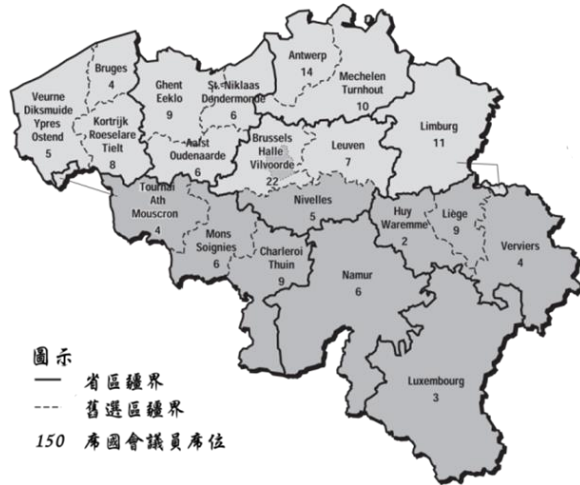 Bruges
4
Veurne
Diksmuide
Ypres
Ostend
5
Kortrijk
Roeselare
Tielt
8
Ghent
Eeklo
9
St. Niklaas
Dendermonde
6
Aalst
Oudenaarde
6
Antwerp
14
Mechelen
Turnhout
10
Brussels
Halle
Vilvoorde
22
Leuven
7
Limburg
11
Tournai
Ath
Mouscron
4
Mons
Soignies
6
Nivelles
5
Charleroi
Thuin
9
Namur
6
Huy
Waremme
2
Liège
9
Verviers
4
Luxembourg
3
圖示
省區疆界
舊選區疆界
150 席國會議員席位